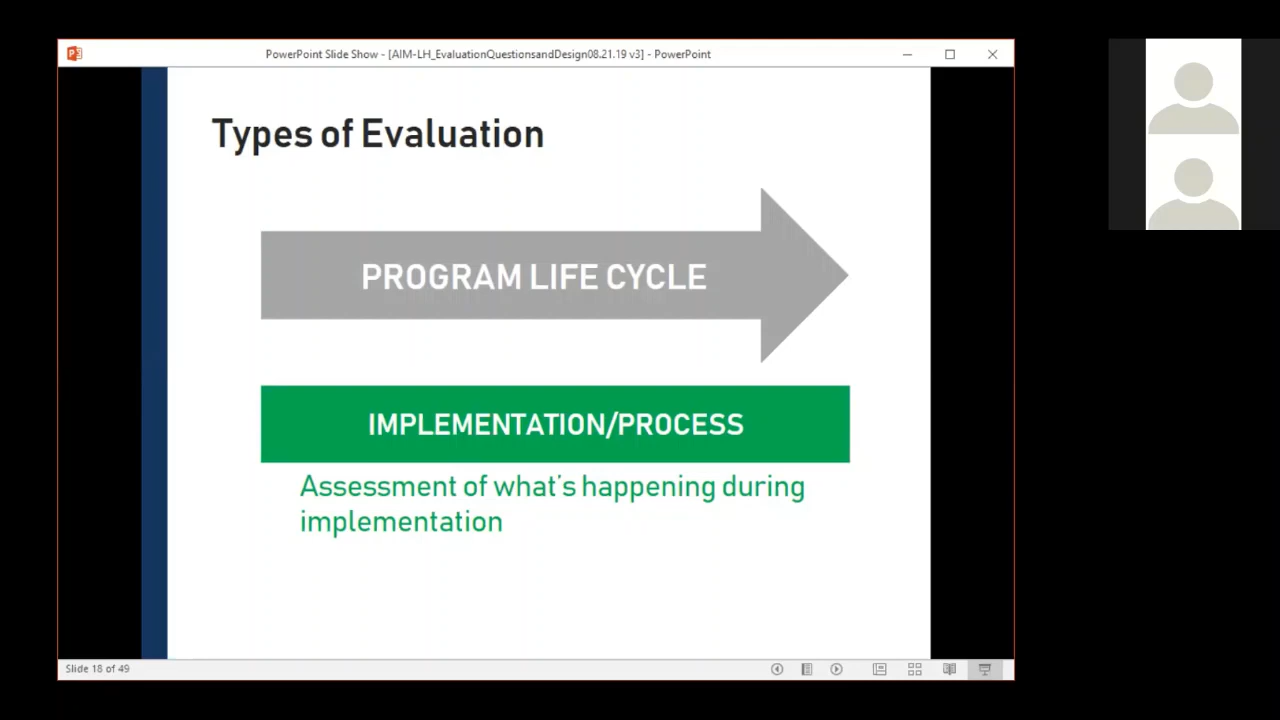 PowerPoint Slide Show - [AIM-LH_EvaluationQuestionsandDesign08.21.19 v3] - PowerPoint
Types of Evaluation
PROGRAM LIFE CYCLE
IMPLEMENTATION/PROCESS
Assessment of what's happening during
implementation
Slide 18 of 49